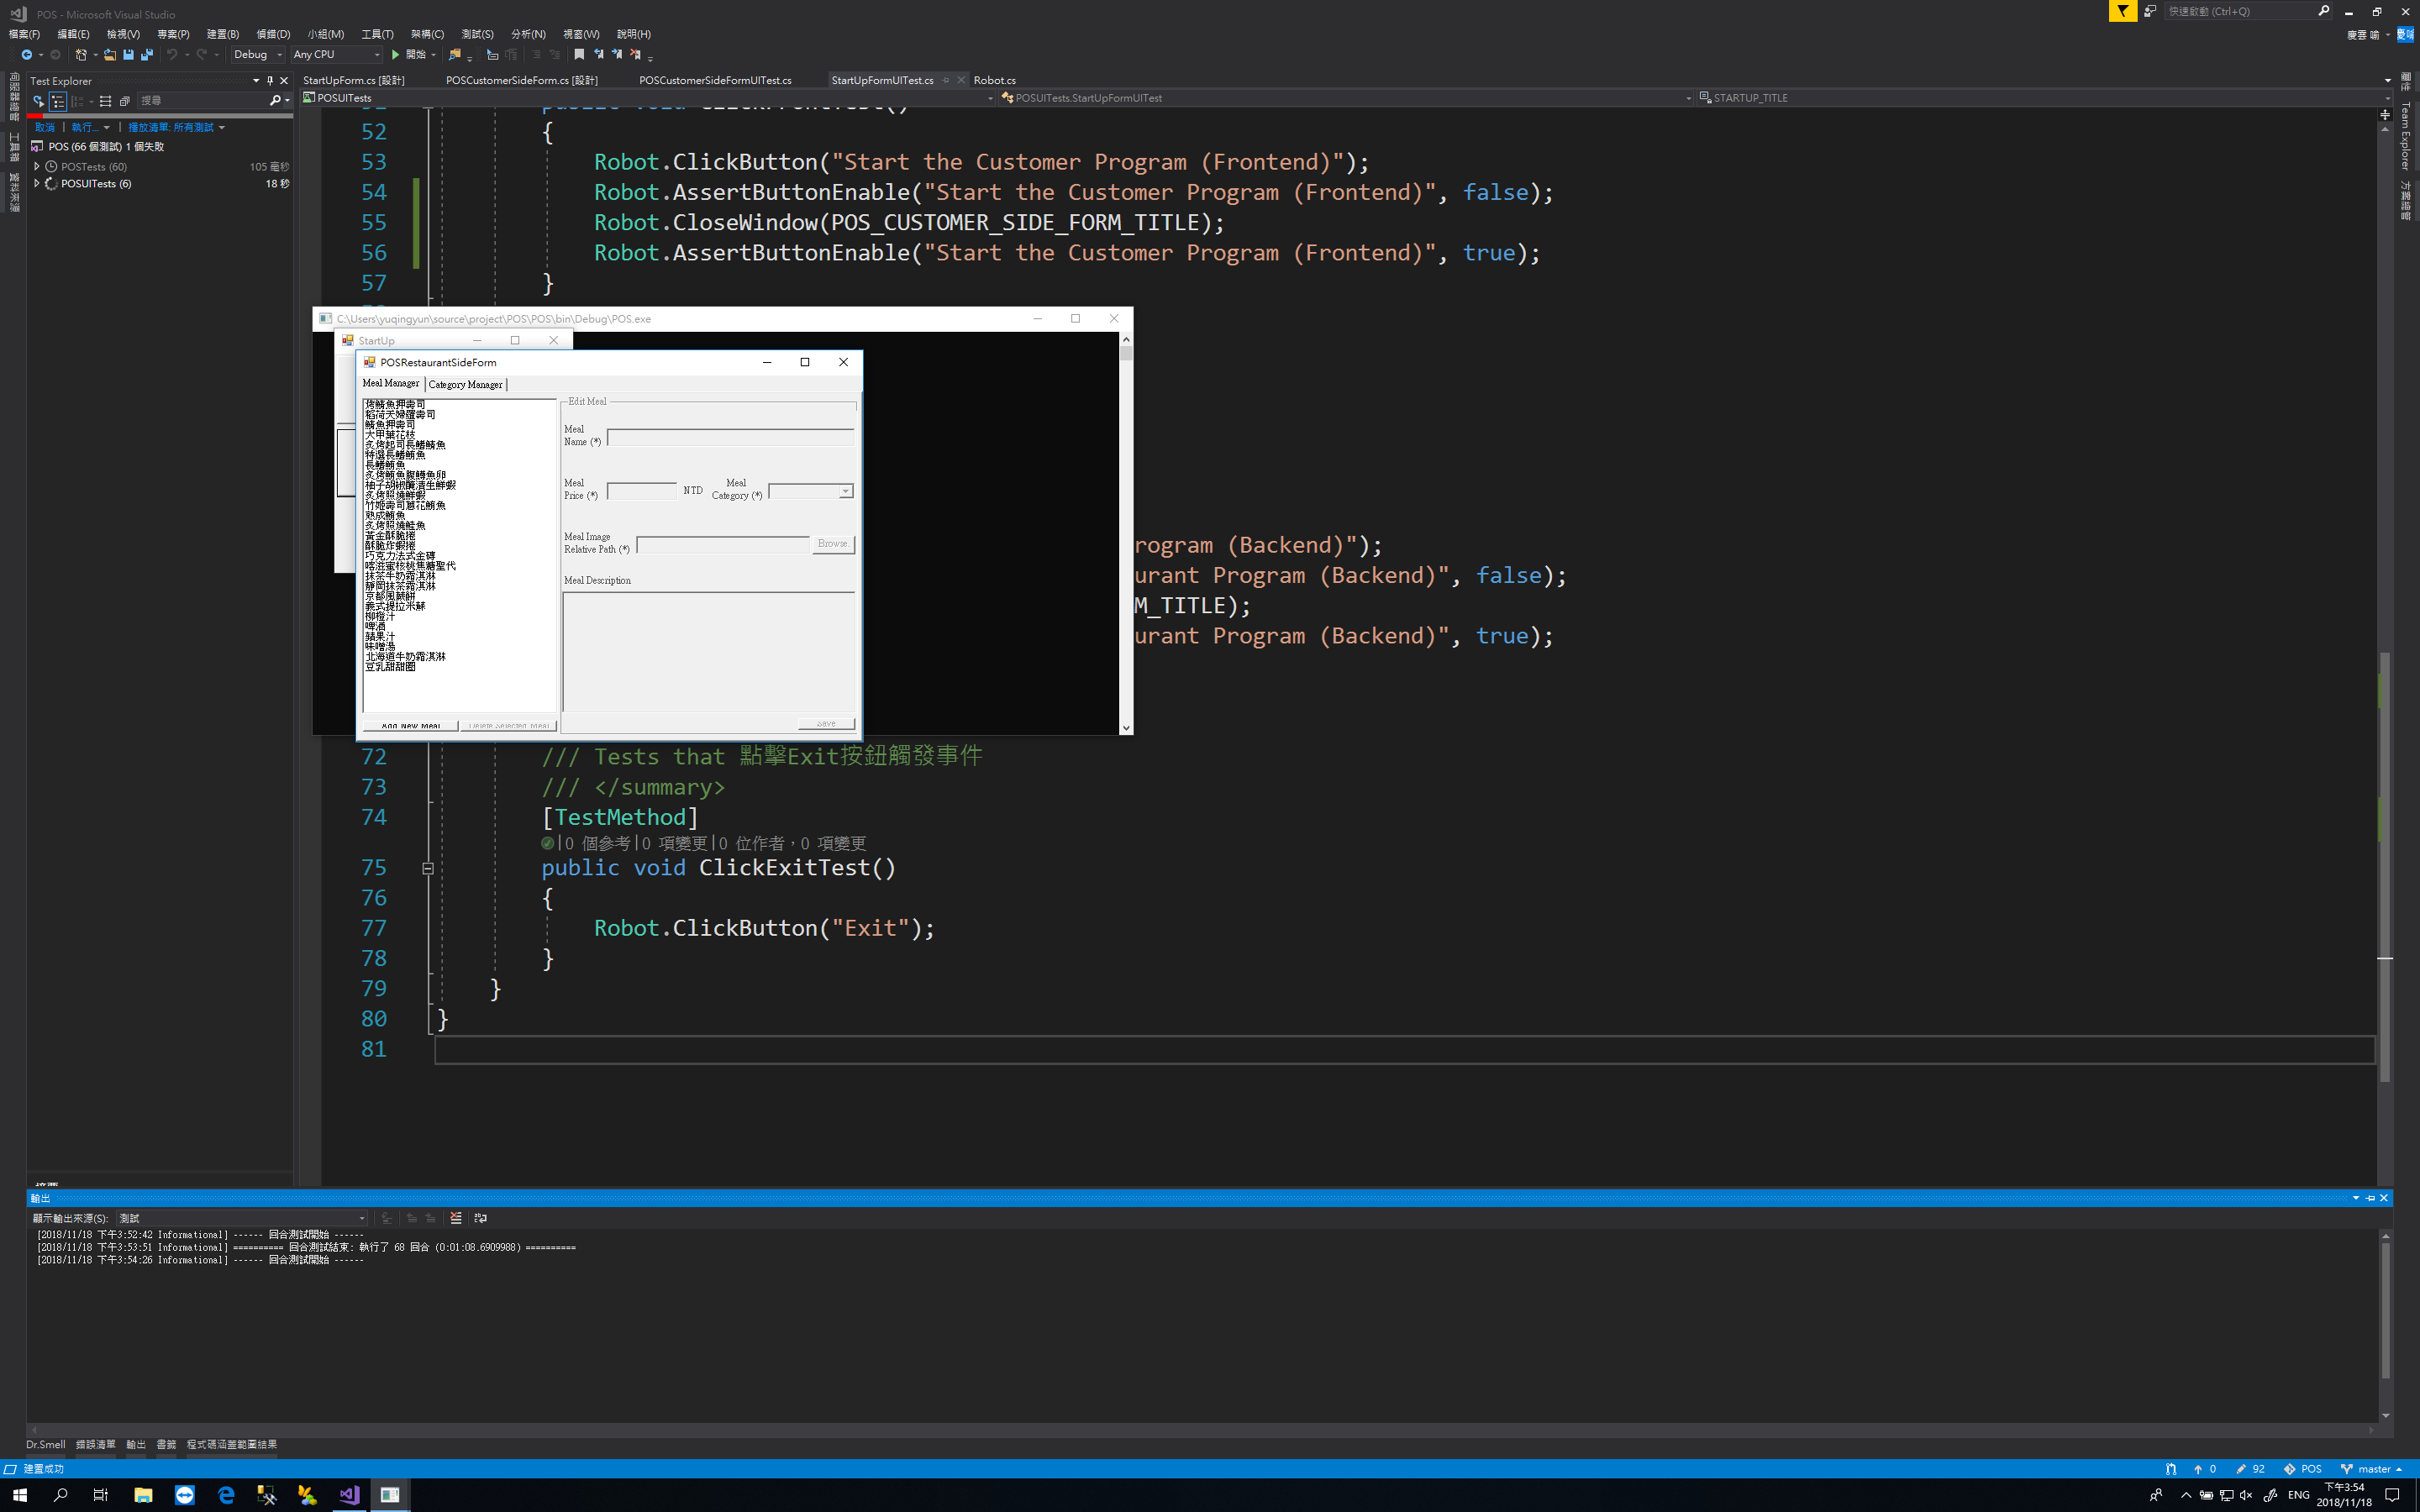 POS - Microsoft Visual Studio
快速啟動 (Ctrl+Q)
檔案(F) 編輯(E) 檢視(V) 專案(P) 建置(B) 偵錯(D) 小組(M) 工具(T) 架構(C) 測試(S) 分析(N) 視窗(W) 說明(H)
慶雲 喻
Debug Any CPU 開始
Test Explorer
搜尋
取消 | 執行... | 播放清單: 所有測試
POS (66 個測試) 1 個失敗
POSTests (60) 105 毫秒
POSUITests (6) 18 秒
StartUpForm.cs [設計] POSCustomerSideForm.cs [設計] POSCustomerSideFormUITest.cs StartUpFormUITest.cs Robot.cs
POSUITests POSUITests.StartUpFormUITest STARTUP_TITLE
Team Explorer
52 {
53 Robot.ClickButton("Start the Customer Program (Frontend)");
54 Robot.AssertButtonEnable("Start the Customer Program (Frontend)", false);
55 Robot.CloseWindow(POS_CUSTOMER_SIDE_FORM_TITLE);
56 Robot.AssertButtonEnable("Start the Customer Program (Frontend)", true);
57 }
C:\Users\yuqingyun\source\project\POS\POS\bin\Debug\POS.exe
StartUp
POSRestaurantSideForm
Meal Manager Category Manager
烤鯖魚押壽司
稻荷天婦羅壽司
鯖魚押壽司
大甲葉花枝
炙烤起司長鰭鮪魚
特選長鰭鮪魚
長鰭鮪魚
炙烤鮪魚腹鱒魚卵
柚子胡椒醃漬生鮮蝦
炙烤照燒鮮蝦
竹姬壽司蔥花鮪魚
熟成鮪魚
炙烤照燒鮭魚
黃金酥脆捲
酥脆炸蝦捲
巧克力法式金磚
喀滋蜜核桃焦糖聖代
抹茶牛奶霜淇淋
靜岡抹茶霜淇淋
京都風蕨餅
義式提拉米蘇
柳橙汁
啤酒
蘋果汁
味噌湯
北海道牛奶霜淇淋
豆乳甜甜圈
Add New Meal Delete Selected Meal
Edit Meal
Meal Name (*)
Meal Price (*) NTD Meal Category (*)
Meal Image Relative Path (*) Browse.
Meal Description
Save
rogram (Backend)");
urant Program (Backend)", false);
M_TITLE);
urant Program (Backend)", true);
72 /// Tests that 點擊Exit按鈕觸發事件
73 /// </summary>
74 [TestMethod]
|0 個參考|0 項變更|0 位作者，0 項變更
75 public void ClickExitTest()
76 {
77 Robot.ClickButton("Exit");
78 }
79 }
80 }
81
輸出
顯示輸出來源(S): 測試
[2018/11/18 下午3:52:42 Informational] ------ 回合測試開始 ------
[2018/11/18 下午3:53:51 Informational] ========== 回合測試結束: 執行了 68 回合 (0:01:08.6909988) ==========
[2018/11/18 下午3:54:26 Informational] ------ 回合測試開始 ------
Dr.Smell 錯誤清單 輸出 書籤 程式碼涵蓋範圍結果
建置成功
0 92 POS master
ENG
下午3:54
2018/11/18